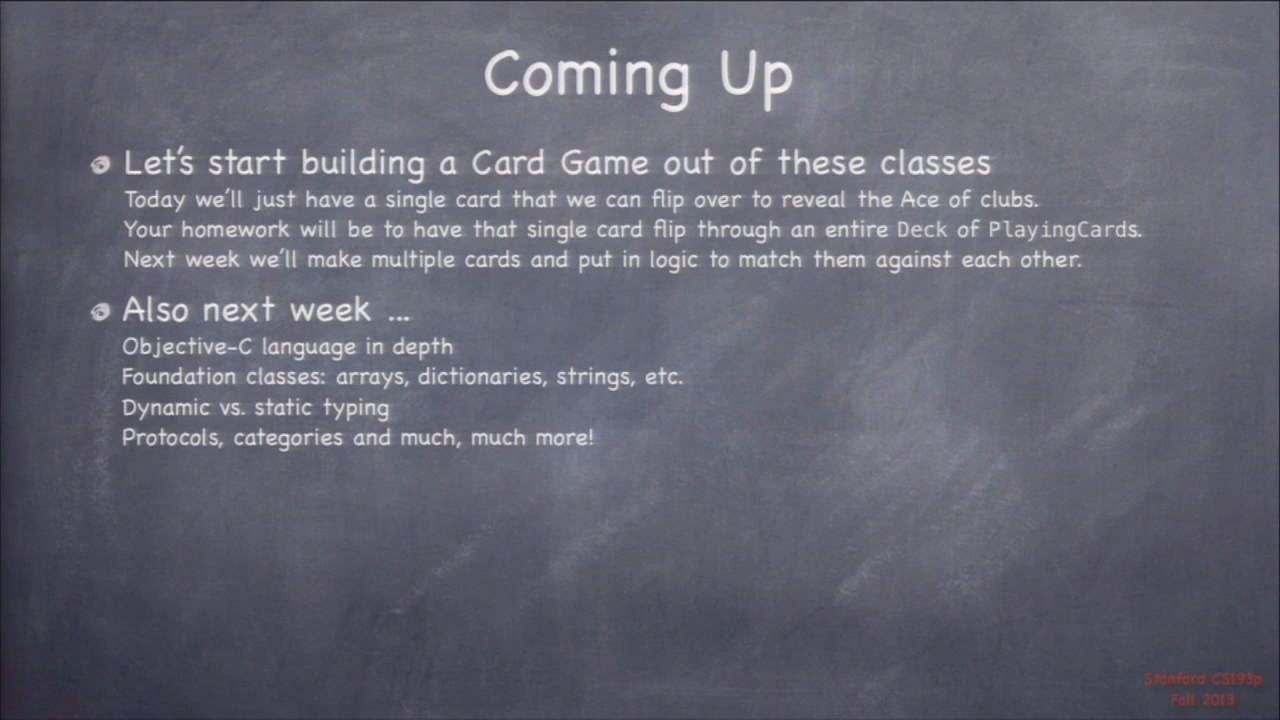 Coming Up
Let's start building a Card Game out of these classes
Today we'll just have a single card that we can flip over to reveal the Ace of clubs.
Your homework will be to have that single card flip through an entire Deck of PlayingCards.
Next week we'll make multiple cards and put in logic to match them against each other.
Also next week ...
Objective-C language in depth
Foundation classes: arrays, dictionaries, strings, etc.
Dynamic vs. static typing
Protocols, categories and much, much more!
Stanford CS193p
Fall 2013